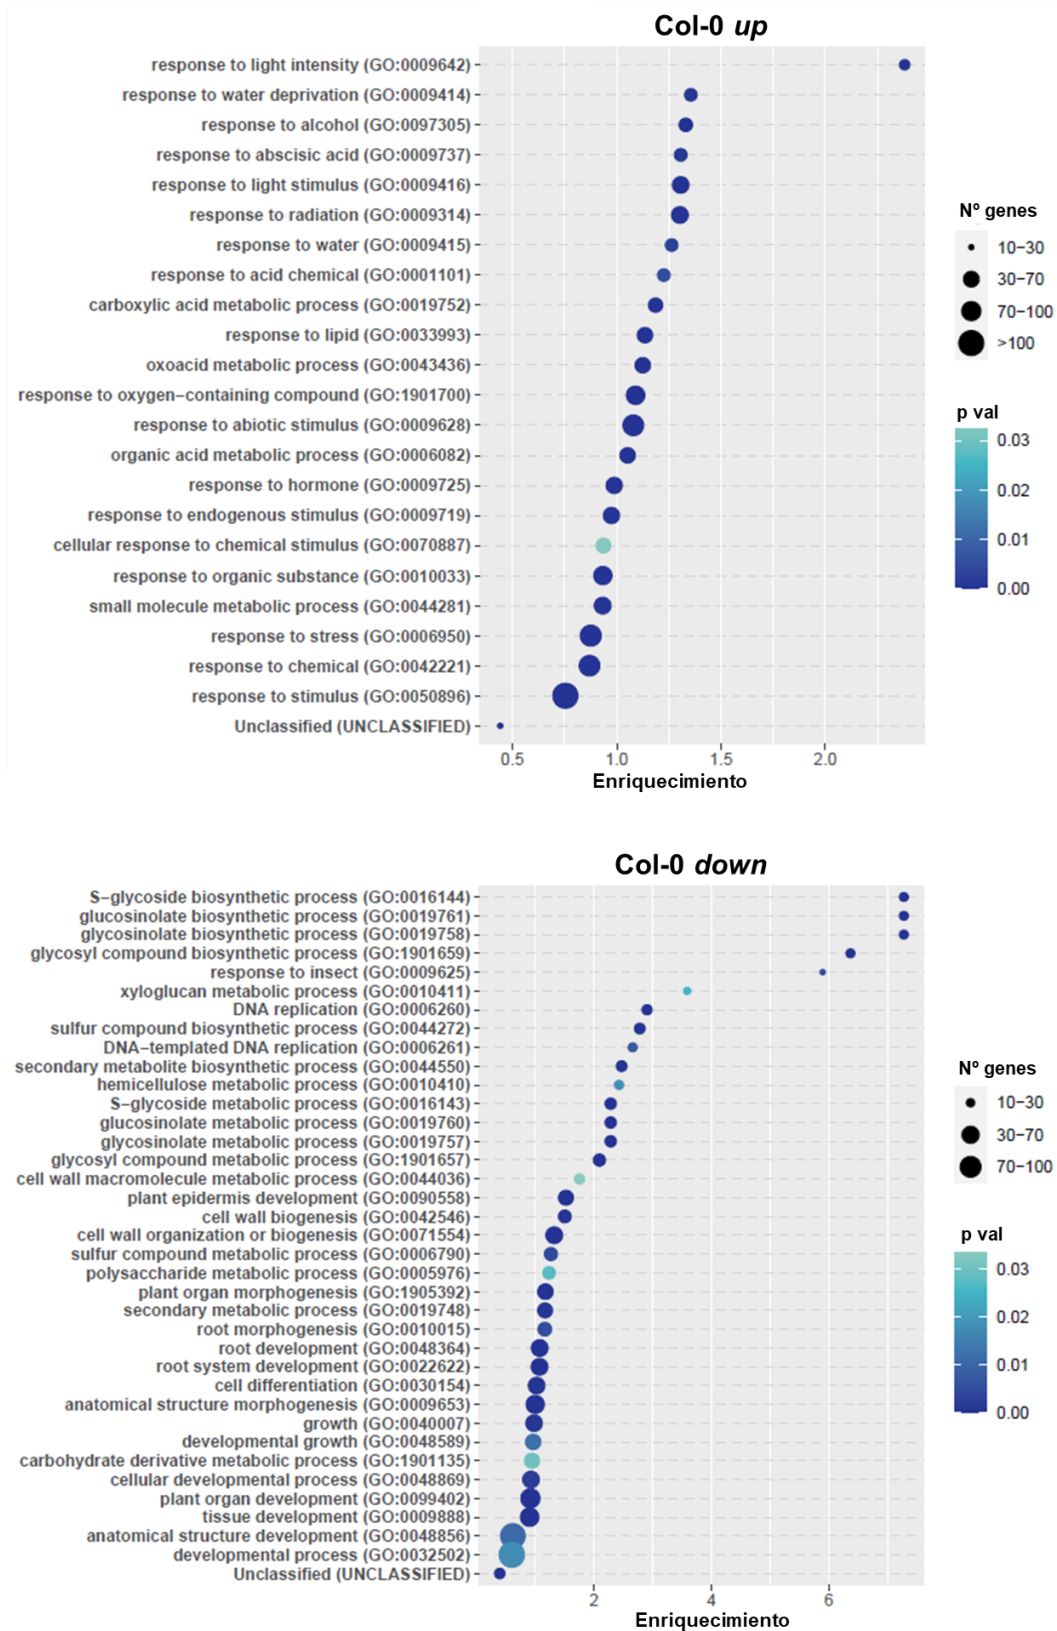 Col-0 up
response to light intensity (GO:0009642)
response to water deprivation (GO:0009414)
response to alcohol (GO:0097305)
response to abscisic acid (GO:0009737)
response to light stimulus (GO:0009416)
response to radiation (GO:0009314)
response to water (GO:0009415)
response to acid chemical (GO:0001101)
carboxylic acid metabolic process (GO:0019752)
response to lipid (GO:0033993)
oxoacid metabolic process (GO:0043436)
response to oxygen−containing compound (GO:1901700)
response to abiotic stimulus (GO:0009628)
organic acid metabolic process (GO:0006082)
response to hormone (GO:0009725)
response to endogenous stimulus (GO:0009719)
cellular response to chemical stimulus (GO:0070887)
response to organic substance (GO:0010033)
small molecule metabolic process (GO:0044281)
response to stress (GO:0006950)
response to chemical (GO:0042221)
response to stimulus (GO:0050896)
Unclassified (UNCLASSIFIED)
0.5 1.0 1.5 2.0
Enriquecimiento
Nº genes
10−30
30−70
70−100
>100
p val
0.03
0.02
0.01
0.00
Col-0 down
S−glycoside biosynthetic process (GO:0016144)
glucosinolate biosynthetic process (GO:0019761)
glycosinolate biosynthetic process (GO:0019758)
glycosyl compound biosynthetic process (GO:1901659)
response to insect (GO:0009625)
xyloglucan metabolic process (GO:0010411)
DNA replication (GO:0006260)
sulfur compound biosynthetic process (GO:0044272)
DNA−templated DNA replication (GO:0006261)
secondary metabolite biosynthetic process (GO:0044550)
hemicellulose metabolic process (GO:0010410)
S−glycoside metabolic process (GO:0016143)
glucosinolate metabolic process (GO:0019760)
glycosinolate metabolic process (GO:0019757)
glycosyl compound metabolic process (GO:1901657)
cell wall macromolecule metabolic process (GO:0044036)
plant epidermis development (GO:0090558)
cell wall biogenesis (GO:0042546)
cell wall organization or biogenesis (GO:0071554)
sulfur compound metabolic process (GO:0006790)
polysaccharide metabolic process (GO:0005976)
plant organ morphogenesis (GO:1905392)
secondary metabolic process (GO:0019748)
root morphogenesis (GO:0010015)
root development (GO:0048364)
root system development (GO:0022622)
cell differentiation (GO:0030154)
anatomical structure morphogenesis (GO:0009653)
growth (GO:0040007)
developmental growth (GO:0048589)
carbohydrate derivative metabolic process (GO:1901135)
cellular developmental process (GO:0048869)
plant organ development (GO:0099402)
tissue development (GO:0009888)
anatomical structure development (GO:0048856)
developmental process (GO:0032502)
Unclassified (UNCLASSIFIED)
2 4 6
Enriquecimiento
Nº genes
10−30
30−70
70−100
p val
0.03
0.02
0.01
0.00